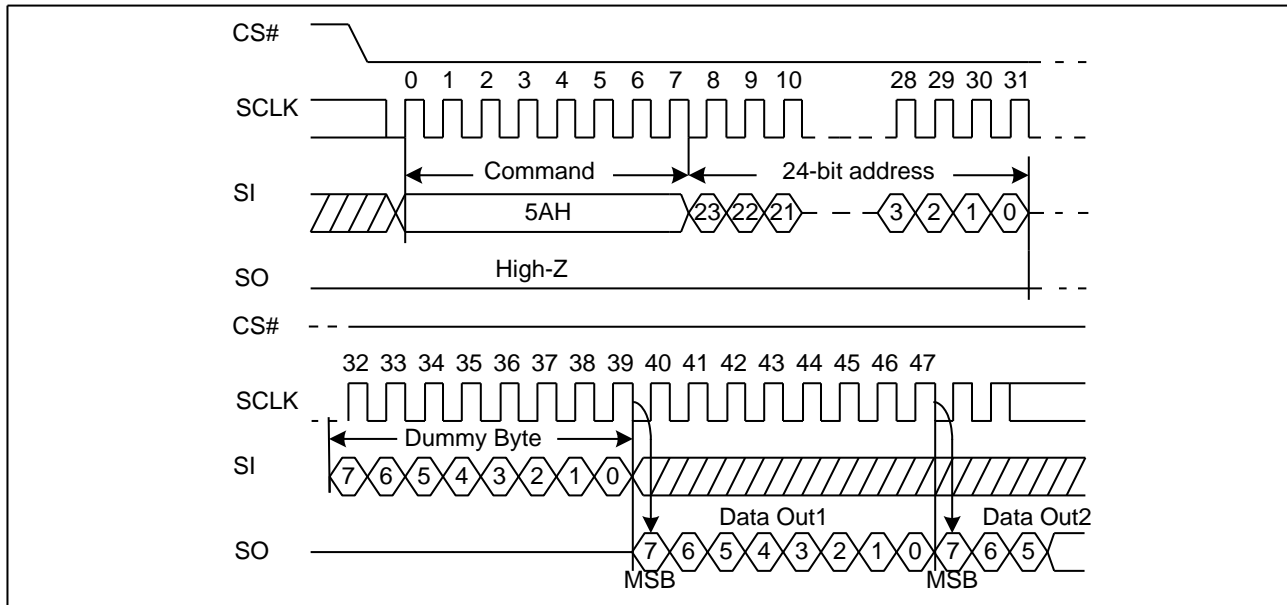 CS#
0 1 2 3 4 5 6 7 8 9 10 28 29 30 31
SCLK
Command 24-bit address
SI
5AH 23 22 21 3 2 1 0
High-Z
SO
CS#
32 33 34 35 36 37 38 39 40 41 42 43 44 45 46 47
SCLK
Dummy Byte
SI
7 6 5 4 3 2 1 0
Data Out1 Data Out2
SO
7 6 5 4 3 2 1 0 7 6 5
MSB MSB